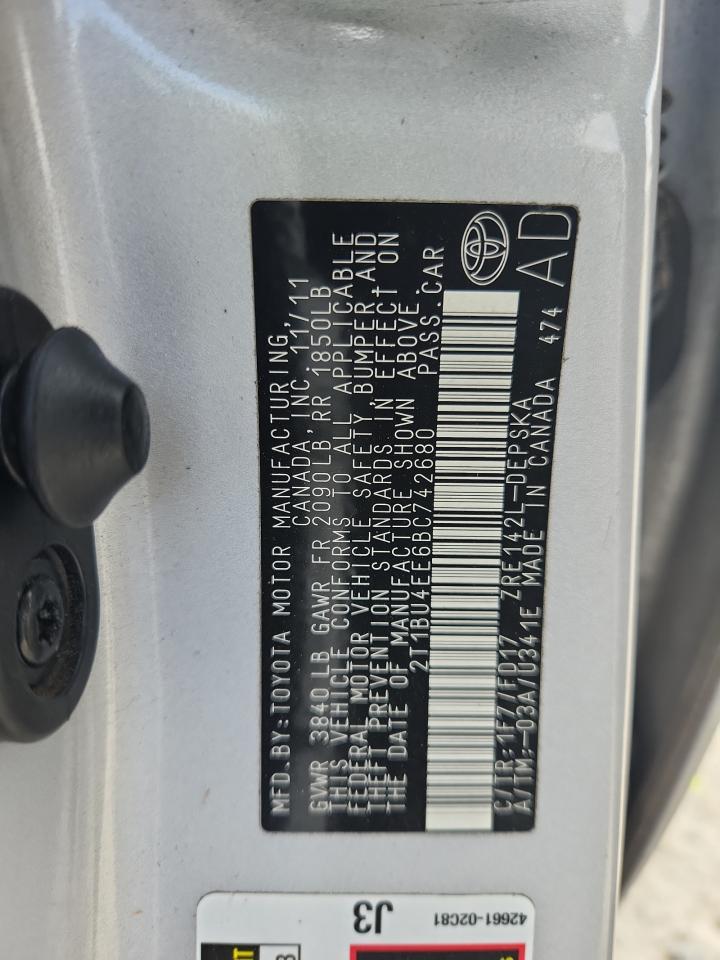 MFD.BY:TOYOTA MOTOR MANUFACTURING,
CANADA, INC. 11/11
GVWR 3840LB GAWR FR 2090LB, RR 1850LB
THIS VEHICLE CONFORMS TO ALL APPLICABLE
FEDERAL MOTOR VEHICLE SAFETY, BUMPER, AND
THEFT PREVENTION STANDARDS IN EFFECT ON
THE DATE OF MANUFACTURE SHOWN ABOVE.
2T1BU4EE6BC742680 PASS.CAR
C/TR: 1F7/FD17 ZRE142L-DEPSKA
A/TM:-03A/U341E MADE IN CANADA 474
AD
J3
42661-02C81